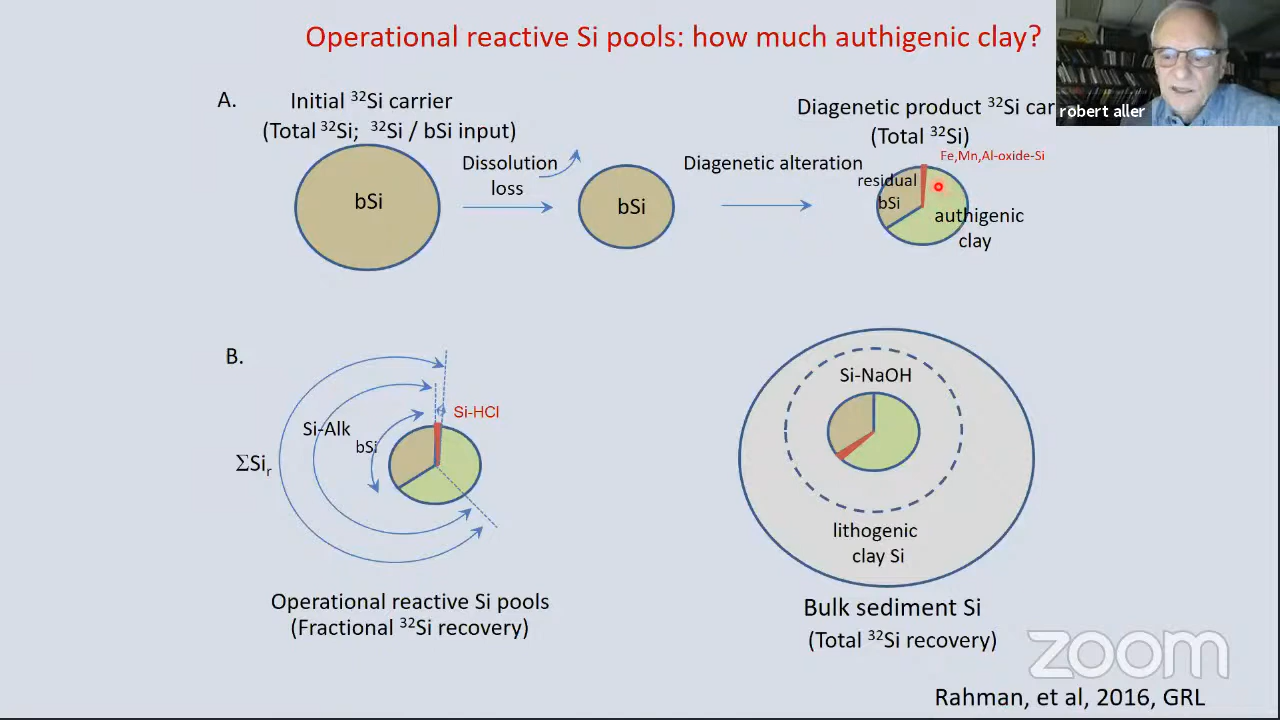 Operational reactive Si pools: how much authigenic clay?
robert aller
A.
Initial ³²Si carrier
(Total ³²Si; ³²Si / bSi input)
bSi
Dissolution
loss
bSi
Diagenetic alteration
Diagenetic product ³²Si car
(Total ³²Si)
Fe,Mn,Al-oxide-Si
residual
bSi
authigenic
clay
B.
Si-HCl
Si-Alk
bSi
ΣSiᵣ
Operational reactive Si pools
(Fractional ³²Si recovery)
Si-NaOH
lithogenic
clay Si
Bulk sediment Si
(Total ³²Si recovery)
zoom
Rahman, et al, 2016, GRL